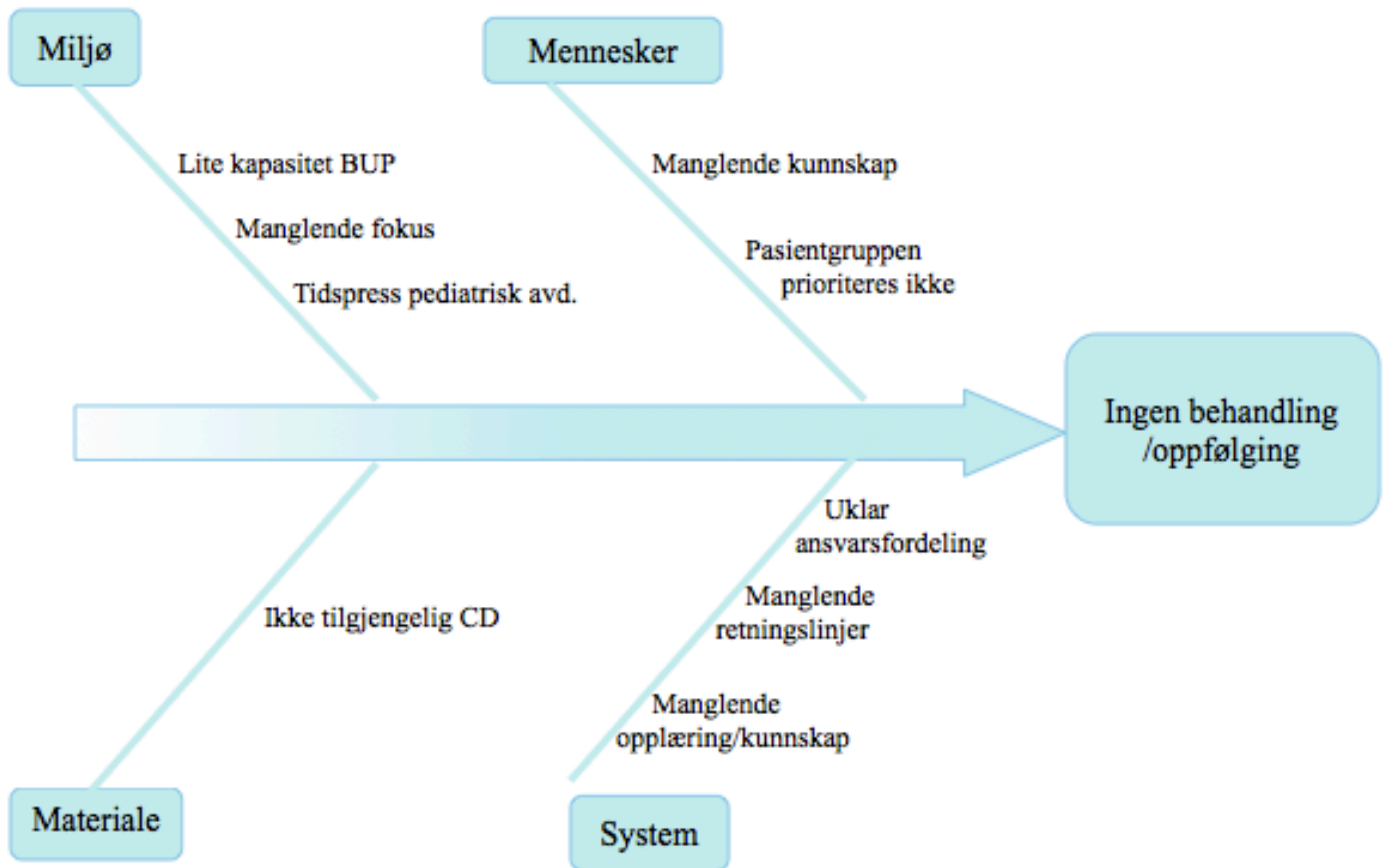 Miljø
Mennesker
Lite kapasitet BUP
Manglende fokus
Tidspress pediatrisk avd.
Manglende kunnskap
Pasientgruppen
prioriteres ikke
Ingen behandling
/oppfølging
Ikke tilgjengelig CD
Uklar
ansvarsfordeling
Manglende
retningslinjer
Manglende
opplæring/kunnskap
Materiale
System